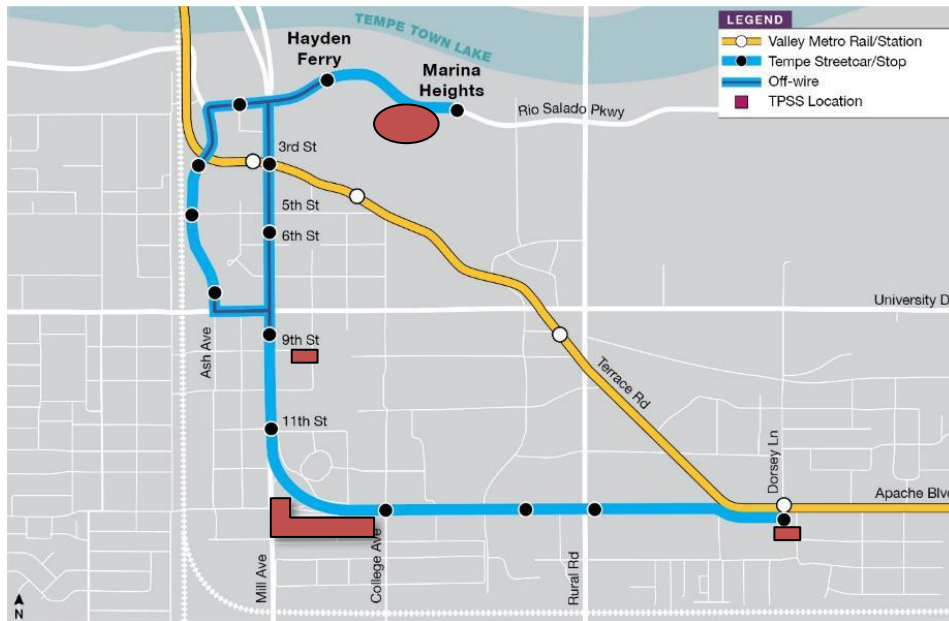 TEMPE TOWN LAKE
LEGEND
Valley Metro Rail/Station
Tempe Streetcar/Stop
Off-wire
TPSS Location
Hayden
Ferry
Marina
Heights
Rio Salado Pkwy
3rd St
5th St
6th St
University D
Ash Ave
9th St
Terrace Rd
11th St
Dorsey Ln
Apache Blv
Mill Ave
College Ave
Rural Rd
N